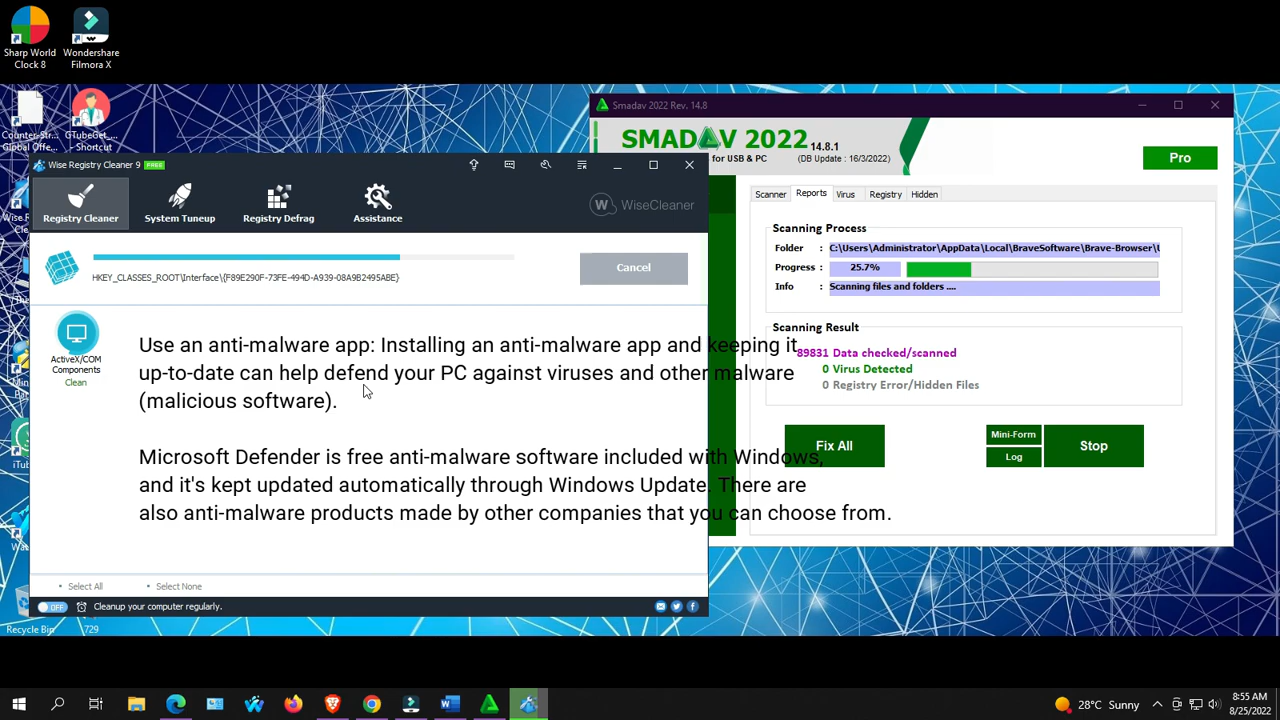 Sharp World
Clock 8
Wondershare
Filmora X
Counter-Str...
Global Offe...
GTubeGet_...
- Shortcut
Wise Registry Cleaner 9 FREE
Registry Cleaner
System Tuneup
Registry Defrag
Assistance
WiseCleaner
HKEY_CLASSES_ROOT\Interface\{F89E290F-73FE-494D-A939-08A9B2495ABE}
Cancel
ActiveX/COM
Components
Clean
Use an anti-malware app: Installing an anti-malware app and keeping it
up-to-date can help defend your PC against viruses and other malware
(malicious software).
Microsoft Defender is free anti-malware software included with Windows,
and it's kept updated automatically through Windows Update. There are
also anti-malware products made by other companies that you can choose from.
Select All
Select None
OFF
Cleanup your computer regularly.
Recycle Bin
729
Smadav 2022 Rev. 14.8
SMADAV 2022
14.8.1
for USB & PC
(DB Update : 16/3/2022)
Pro
Scanner
Reports
Virus
Registry
Hidden
Scanning Process
Folder : C:\Users\Administrator\AppData\Local\BraveSoftware\Brave-Browser\U
Progress : 25.7%
Info : Scanning files and folders ....
Scanning Result
89831 Data checked/scanned
0 Virus Detected
0 Registry Error/Hidden Files
Fix All
Mini-Form
Log
Stop
28°C Sunny
8:55 AM
8/25/2022